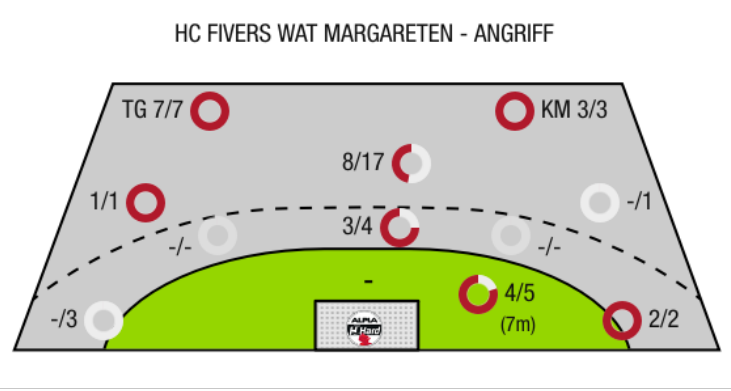 HC FIVERS WAT MARGARETEN - ANGRIFF
TG 7/7
KM 3/3
8/17
1/1
-/1
3/4
-/-
-/-
-
4/5
(7m)
-/3
2/2
ALPLA
HC Hard